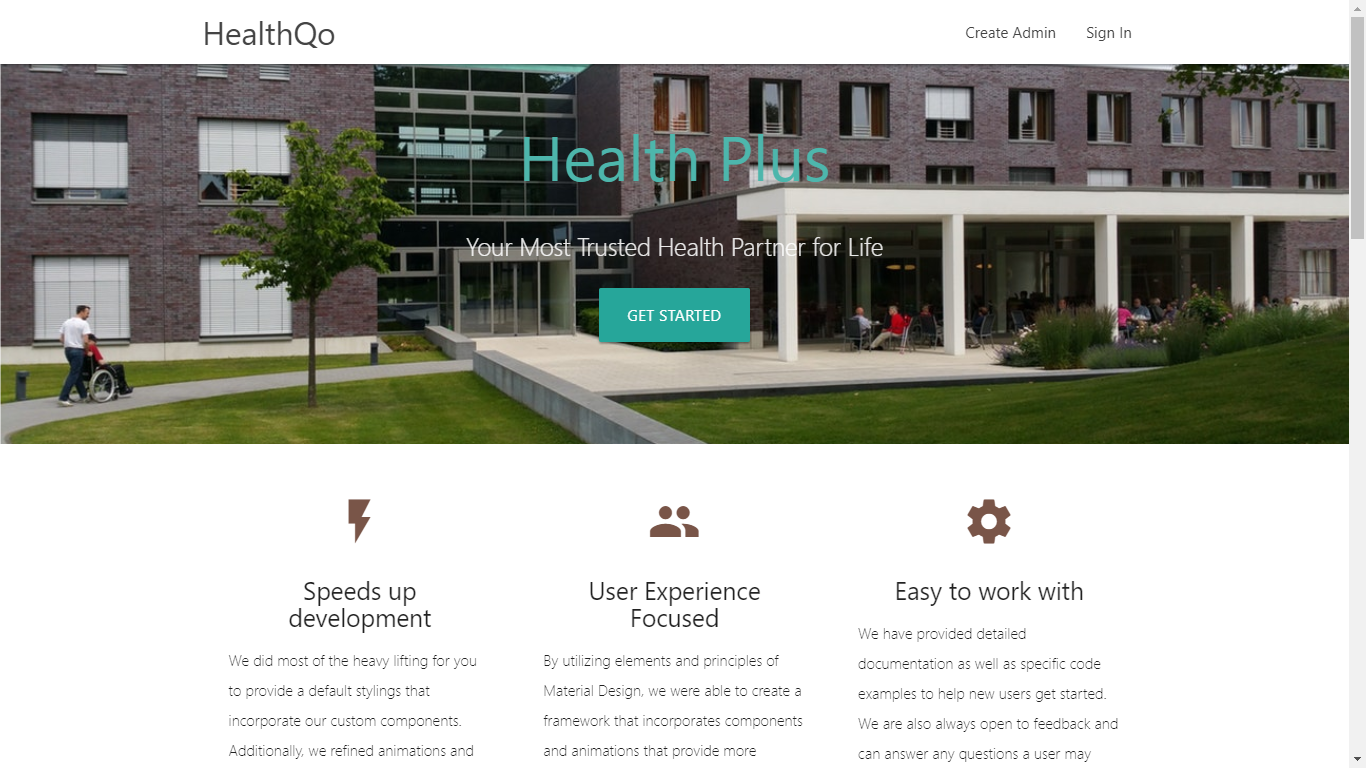 HealthQo
Create Admin
Sign In
Health Plus
Your Most Trusted Health Partner for Life
GET STARTED
Speeds up
development
We did most of the heavy lifting for you
to provide a default stylings that
incorporate our custom components.
Additionally, we refined animations and
User Experience
Focused
By utilizing elements and principles of
Material Design, we were able to create a
framework that incorporates components
and animations that provide more
Easy to work with
We have provided detailed
documentation as well as specific code
examples to help new users get started.
We are also always open to feedback and
can answer any questions a user may